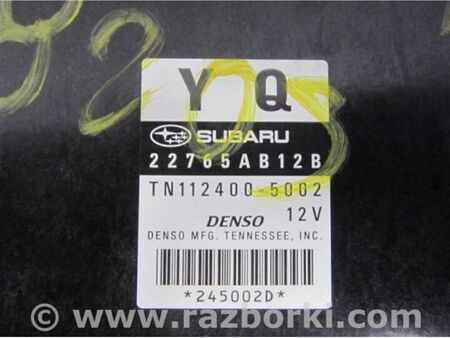 Y Q
SUBARU
22765AB12B
TN112400-5002
DENSO 12V
DENSO MFG. TENNESSEE, INC.
*245002D*
© www.razborki.com